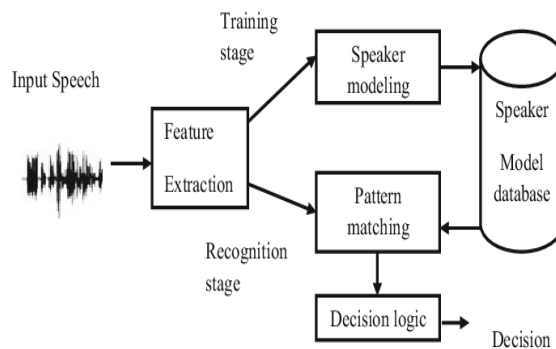 Training
stage
Input Speech
Speaker
modeling
Feature
Extraction
Speaker
Model
database
Pattern
matching
Recognition
stage
Decision logic
Decision